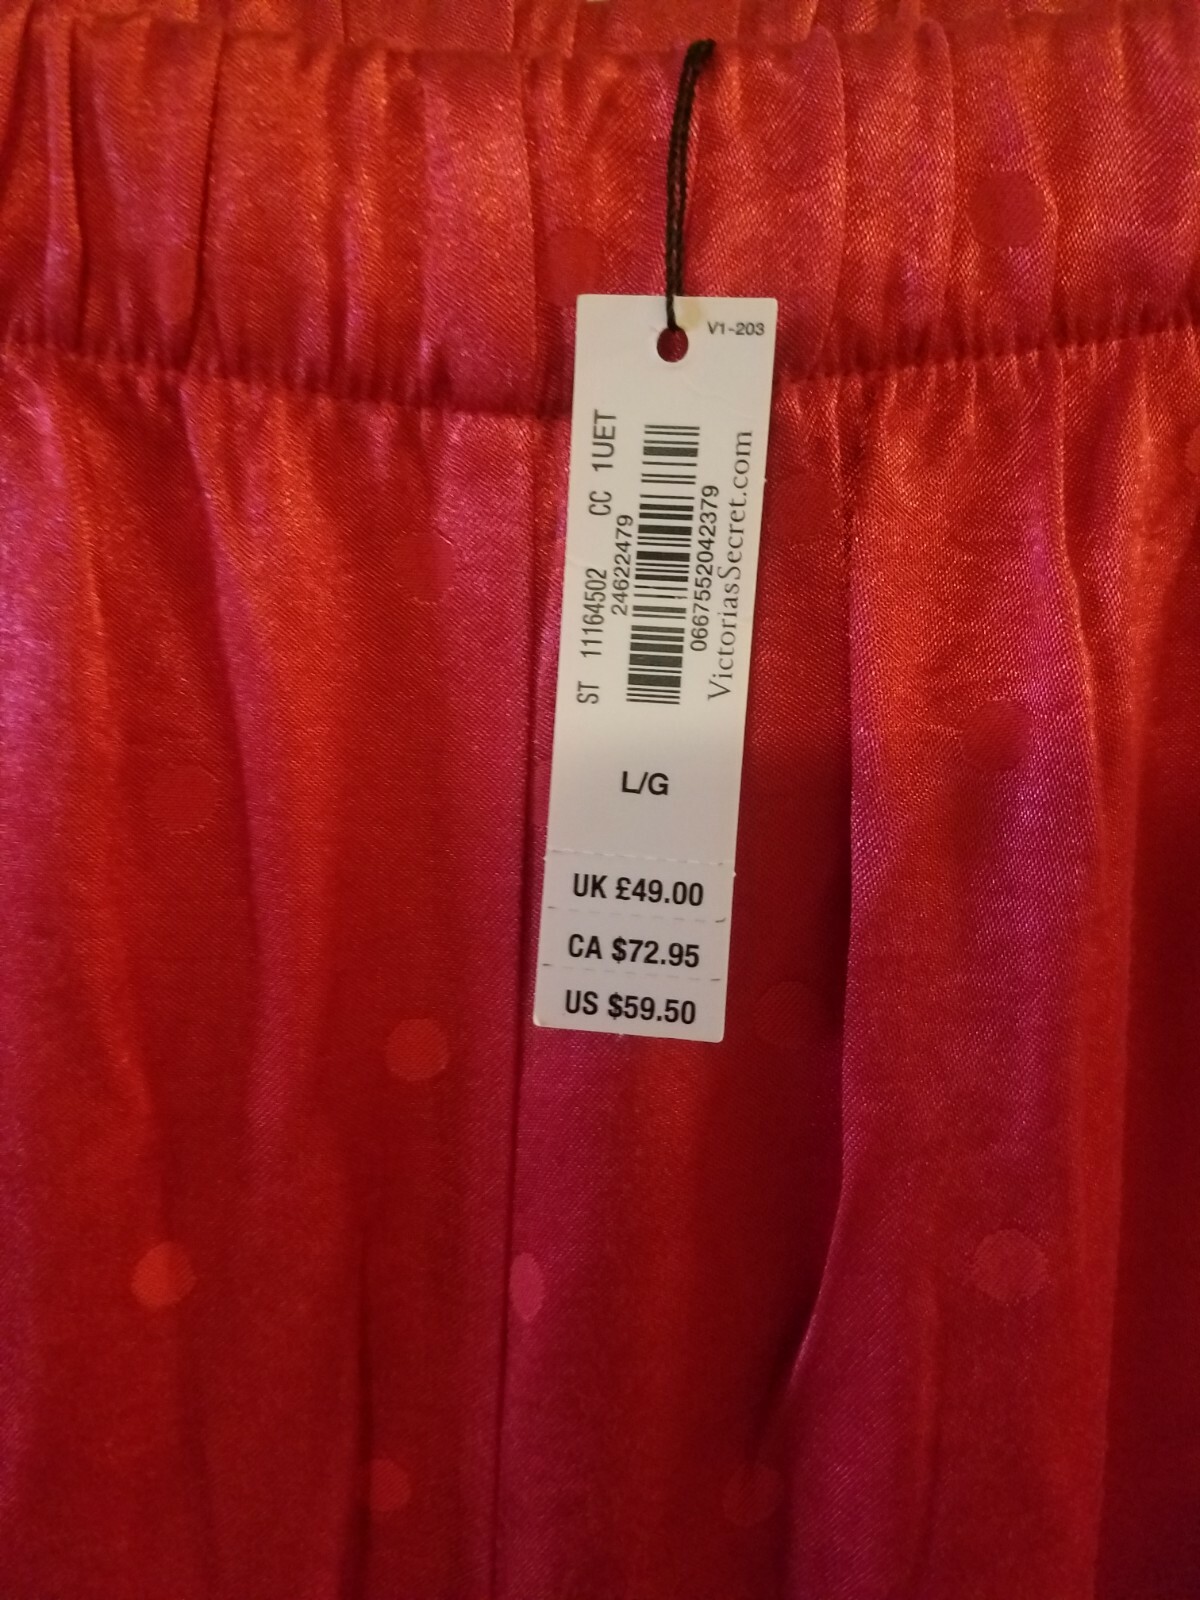 V1-203
ST 11164502 CC 1UET
24622479
0667552042379
VictoriasSecret.com
L/G
UK £49.00
CA $72.95
US $59.50